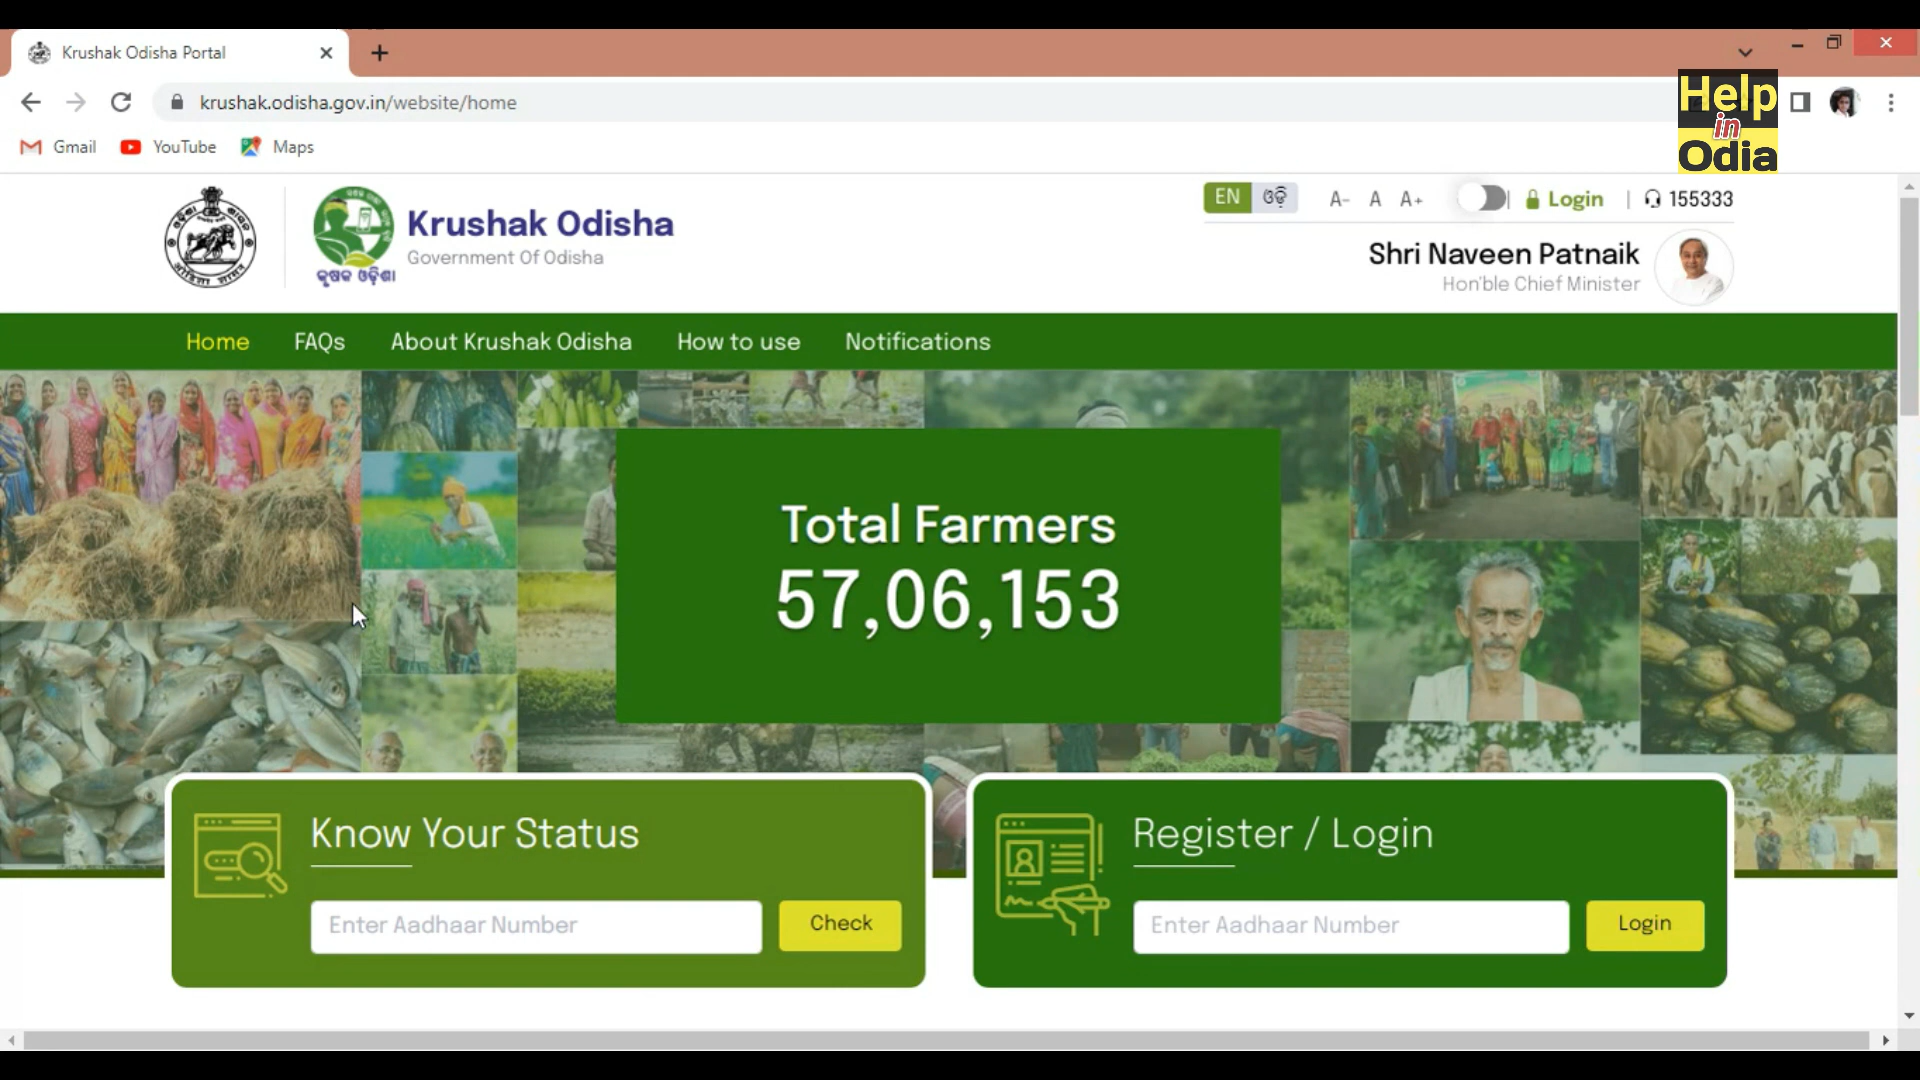 Krushak Odisha Portal
krushak.odisha.gov.in/website/home
Help
in
Odia
Gmail
YouTube
Maps
EN
ଓଡ଼ି
A-
A
A+
Login
155333
Krushak Odisha
Government Of Odisha
କୃଷକ ଓଡ଼ିଶା
Shri Naveen Patnaik
Hon'ble Chief Minister
Home
FAQs
About Krushak Odisha
How to use
Notifications
Total Farmers
57,06,153
Know Your Status
Enter Aadhaar Number
Check
Register / Login
Enter Aadhaar Number
Login